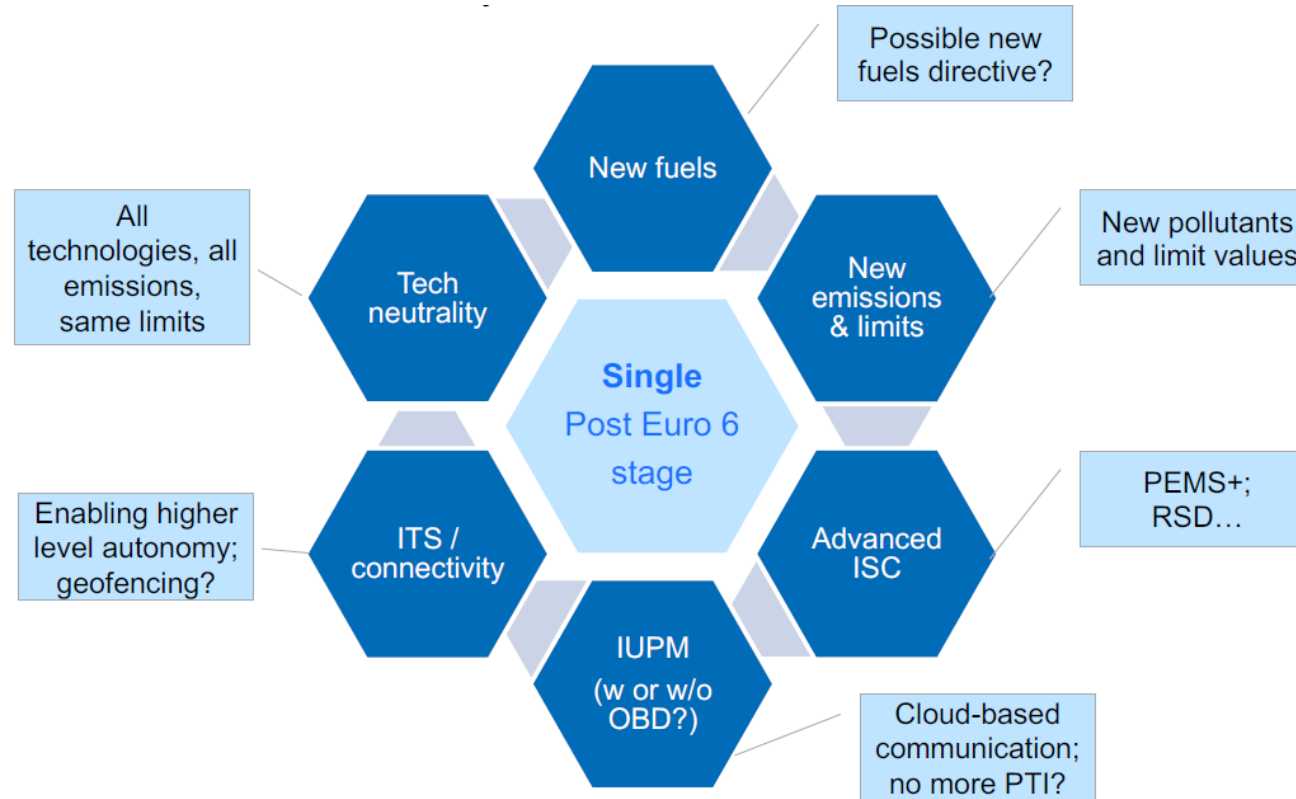 Possible new
fuels directive?
New fuels
All
technologies, all
emissions,
same limits
Tech
neutrality
New
emissions
& limits
New pollutants
and limit values
Single
Post Euro 6
stage
Enabling higher
level autonomy;
geofencing?
ITS /
connectivity
Advanced
ISC
PEMS+;
RSD…
IUPM
(w or w/o
OBD?)
Cloud-based
communication;
no more PTI?